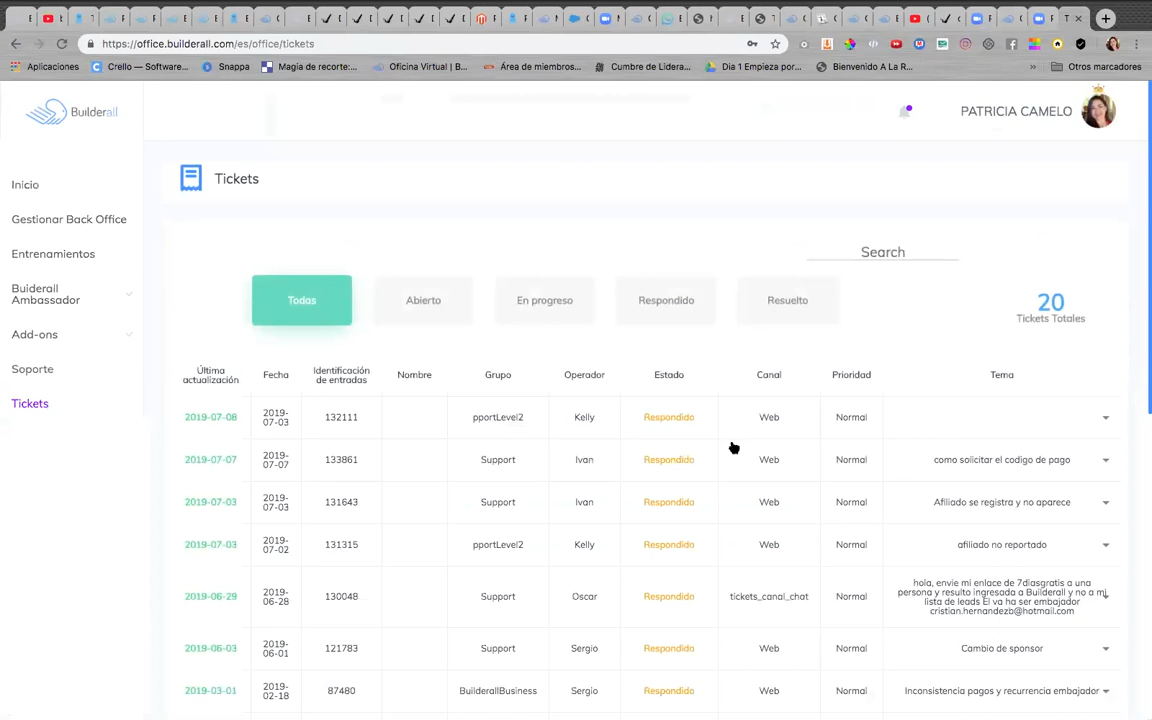 https://office.builderall.com/es/office/tickets
Aplicaciones
Crello — Software...
Snappa
Magia de recorte:...
Oficina Virtual | B...
Área de miembros...
Cumbre de Lidera...
Dia 1 Empieza por...
Bienvenido A La R...
»
Otros marcadores
Builderall
PATRICIA CAMELO
Inicio
Gestionar Back Office
Entrenamientos
Buiderall
Ambassador
Add-ons
Soporte
Tickets
Tickets
Search
Todas Abierto En progreso Respondido Resuelto
20
Tickets Totales
Última
actualización
Fecha
Identificación
de entradas
Nombre Grupo Operador Estado Canal Prioridad Tema
2019-07-08
2019-
07-03
132111 pportLevel2 Kelly Respondido Web Normal
2019-07-07
2019-
07-07
133861 Support Ivan Respondido Web Normal como solicitar el codigo de pago
2019-07-03
2019-
07-03
131643 Support Ivan Respondido Web Normal Afiliado se registra y no aparece
2019-07-03
2019-
07-02
131315 pportLevel2 Kelly Respondido Web Normal afiliado no reportado
2019-06-29
2019-
06-28
130048 Support Oscar Respondido tickets_canal_chat Normal
hola, envie mi enlace de 7diasgratis a una
persona y resulto ingresada a Builderall y no a mi
lista de leads El va ha ser embajador
cristian.hernandezb@hotmail.com
2019-06-03
2019-
06-01
121783 Support Sergio Respondido Web Normal Cambio de sponsor
2019-03-01
2019-
02-18
87480 BuilderallBusiness Sergio Respondido Web Normal Inconsistencia pagos y recurrencia embajador